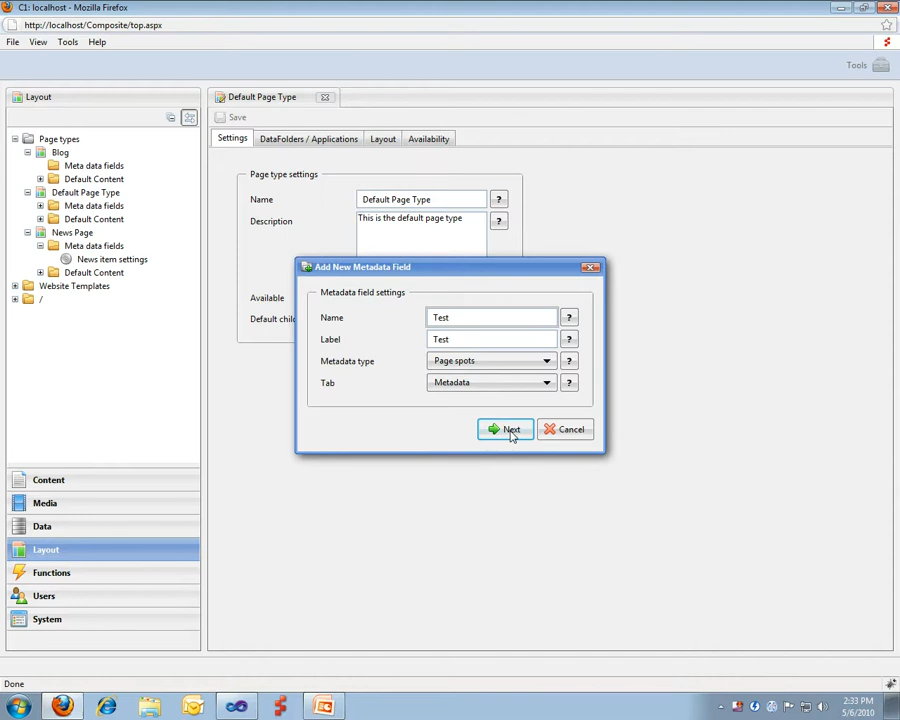 C1: localhost/Composite/top.aspx - Mozilla Firefox
http://localhost/Composite/top.aspx
File View Tools Help
Tools
Layout
Default Page Type
Save
Settings DataFolders / Applications Layout Availability
Page types
Blog
Meta data fields
Default Content
Default Page Type
Meta data fields
Default Content
News Page
Meta data fields
News item settings
Default Content
Website Templates
/
Page type settings
Name Default Page Type ?
Description This is the default page type ?
Available
Default chil
Add New Metadata Field
Metadata field settings
Name Test ?
Label Test ?
Metadata type Page spots ?
Tab Metadata ?
Next Cancel
Content
Media
Data
Layout
Functions
Users
System
Done
2:33 PM
5/6/2010